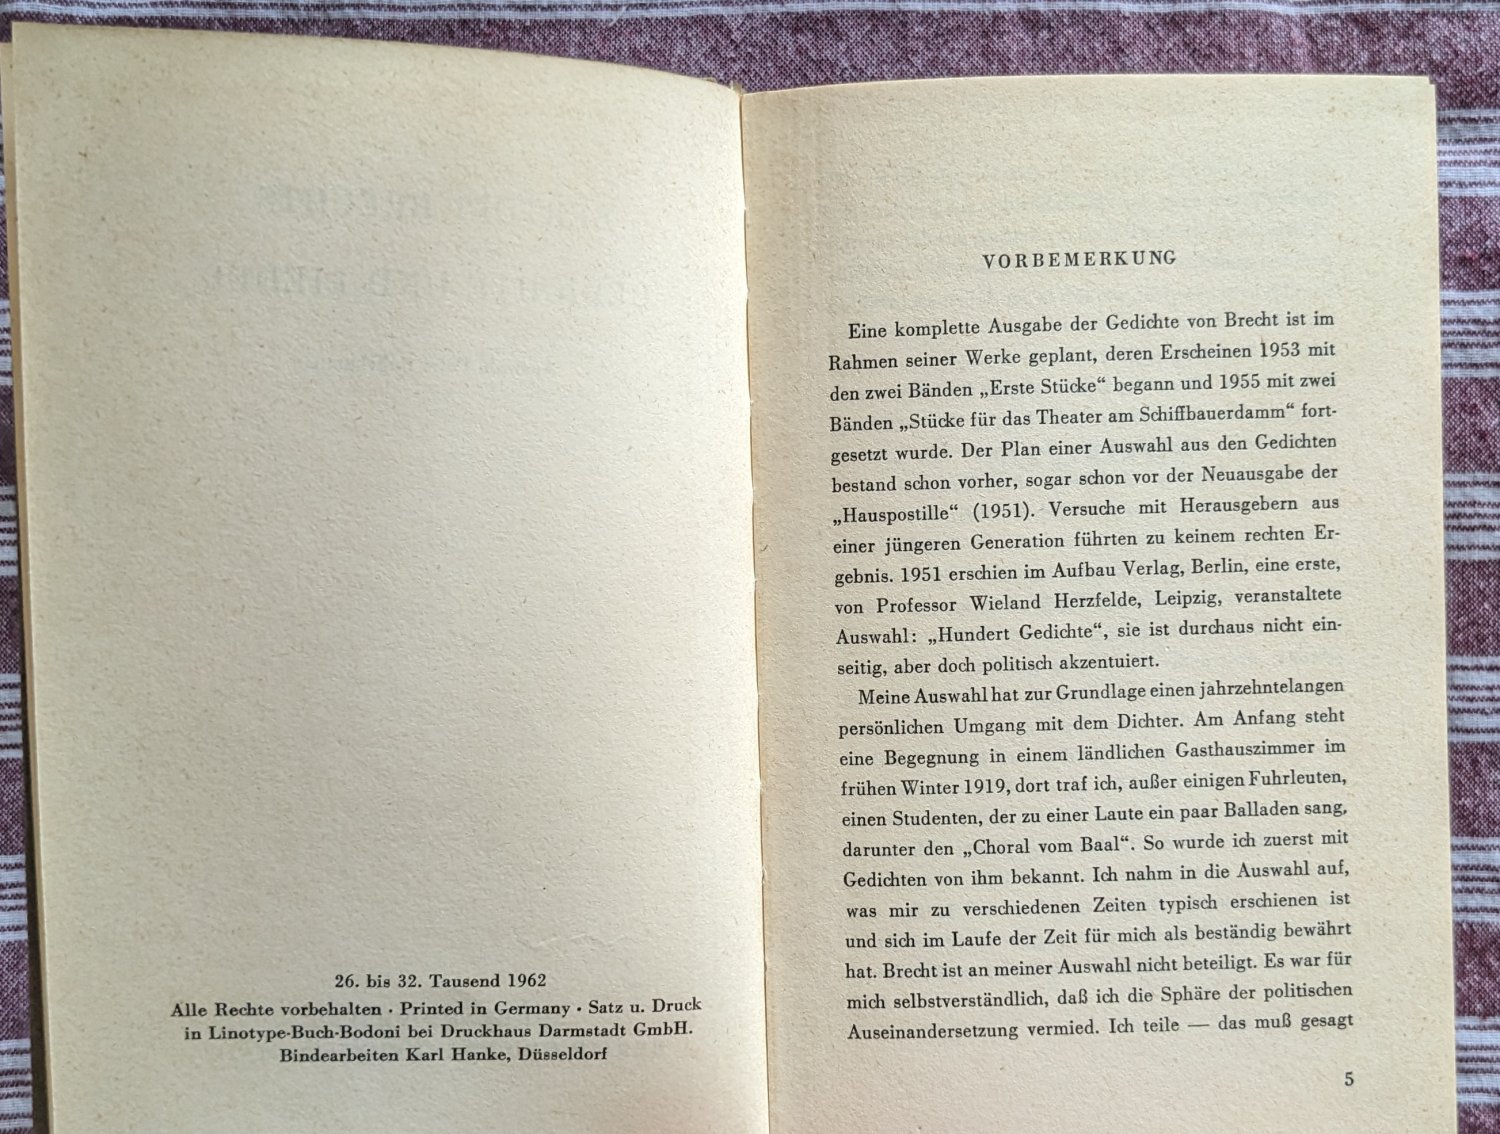 26. bis 32. Tausend 1962
Alle Rechte vorbehalten · Printed in Germany · Satz u. Druck
in Linotype-Buch-Bodoni bei Druckhaus Darmstadt GmbH.
Bindearbeiten Karl Hanke, Düsseldorf
VORBEMERKUNG
Eine komplette Ausgabe der Gedichte von Brecht ist im
Rahmen seiner Werke geplant, deren Erscheinen 1953 mit
den zwei Bänden „Erste Stücke“ begann und 1955 mit zwei
Bänden „Stücke für das Theater am Schiffbauerdamm“ fort-
gesetzt wurde. Der Plan einer Auswahl aus den Gedichten
bestand schon vorher, sogar schon vor der Neuausgabe der
„Hauspostille“ (1951). Versuche mit Herausgebern aus
einer jüngeren Generation führten zu keinem rechten Er-
gebnis. 1951 erschien im Aufbau Verlag, Berlin, eine erste,
von Professor Wieland Herzfelde, Leipzig, veranstaltete
Auswahl: „Hundert Gedichte“, sie ist durchaus nicht ein-
seitig, aber doch politisch akzentuiert.
Meine Auswahl hat zur Grundlage einen jahrzehntelangen
persönlichen Umgang mit dem Dichter. Am Anfang steht
eine Begegnung in einem ländlichen Gasthauszimmer im
frühen Winter 1919, dort traf ich, außer einigen Fuhrleuten,
einen Studenten, der zu einer Laute ein paar Balladen sang,
darunter den „Choral vom Baal“. So wurde ich zuerst mit
Gedichten von ihm bekannt. Ich nahm in die Auswahl auf,
was mir zu verschiedenen Zeiten typisch erschienen ist
und sich im Laufe der Zeit für mich als beständig bewährt
hat. Brecht ist an meiner Auswahl nicht beteiligt. Es war für
mich selbstverständlich, daß ich die Sphäre der politischen
Auseinandersetzung vermied. Ich teile — das muß gesagt
5